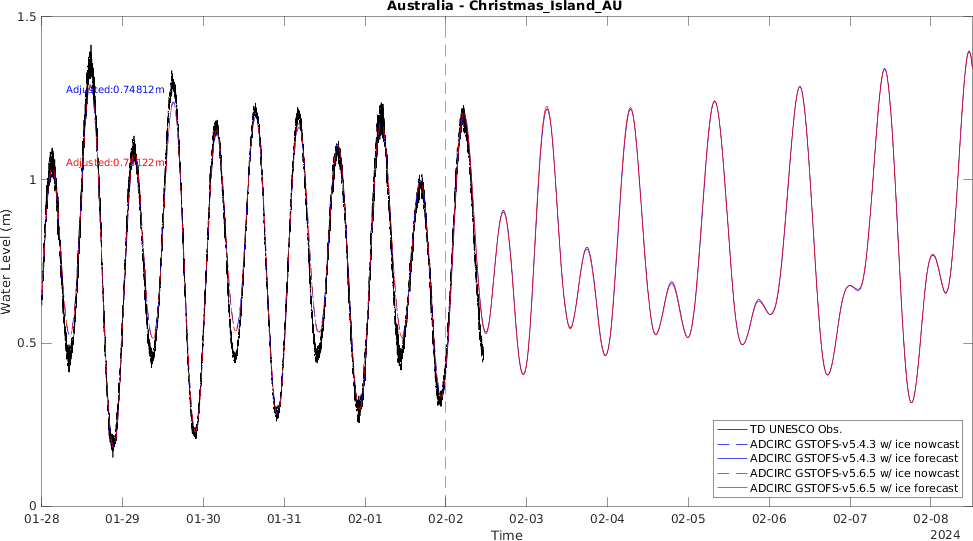 Australia - Christmas_Island_AU
1.5
Adjusted:0.74812m
1
0.5
0
Water Level (m)
TD UNESCO Obs.
ADCIRC GSTOFS-v5.4.3 w/ ice nowcast
ADCIRC GSTOFS-v5.4.3 w/ ice forecast
ADCIRC GSTOFS-v5.6.5 w/ ice nowcast
ADCIRC GSTOFS-v5.6.5 w/ ice forecast
01-28 01-29 01-30 01-31 02-01 02-02 02-03 02-04 02-05 02-06 02-07 02-08
Time
2024